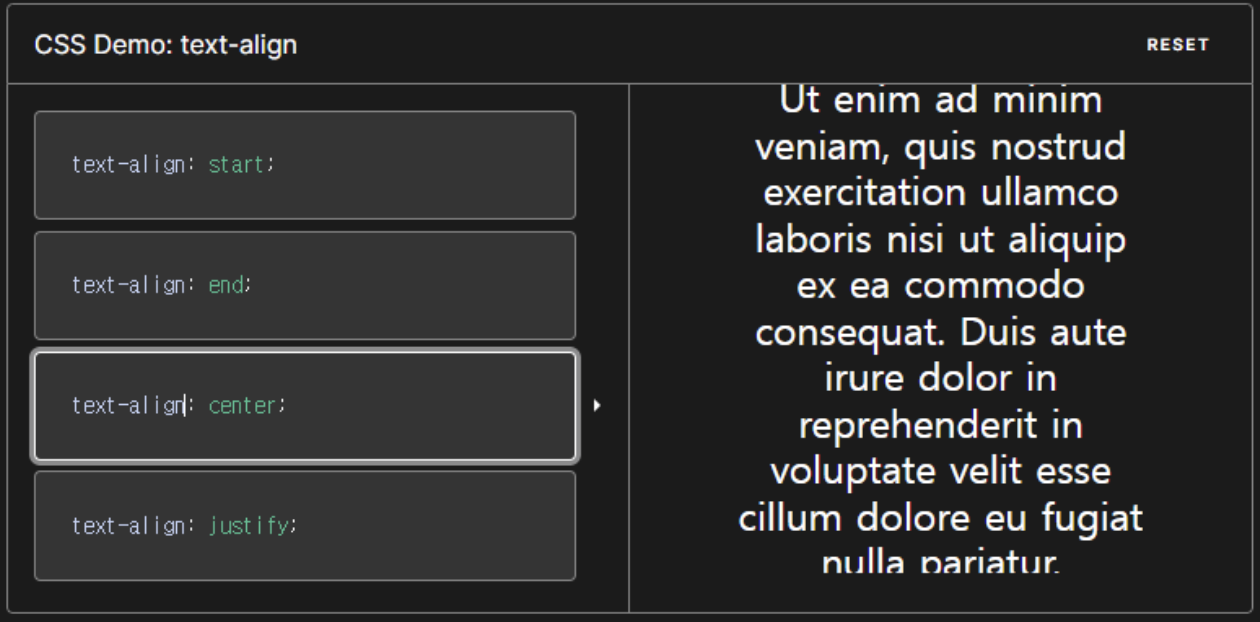 CSS Demo: text-align
RESET
text-align: start;
text-align: end;
text-align: center;
text-align: justify;
Ut enim ad minim
veniam, quis nostrud
exercitation ullamco
laboris nisi ut aliquip
ex ea commodo
consequat. Duis aute
irure dolor in
reprehenderit in
voluptate velit esse
cillum dolore eu fugiat
nulla pariatur.